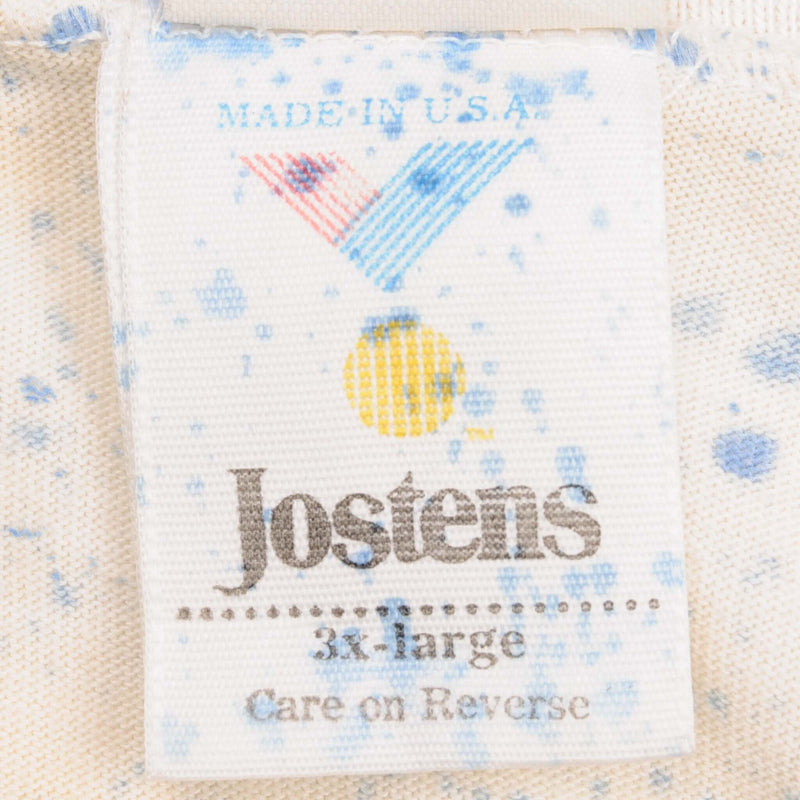 MADE·IN U.S.A.
TM
Jostens
3x-large
Care on Reverse